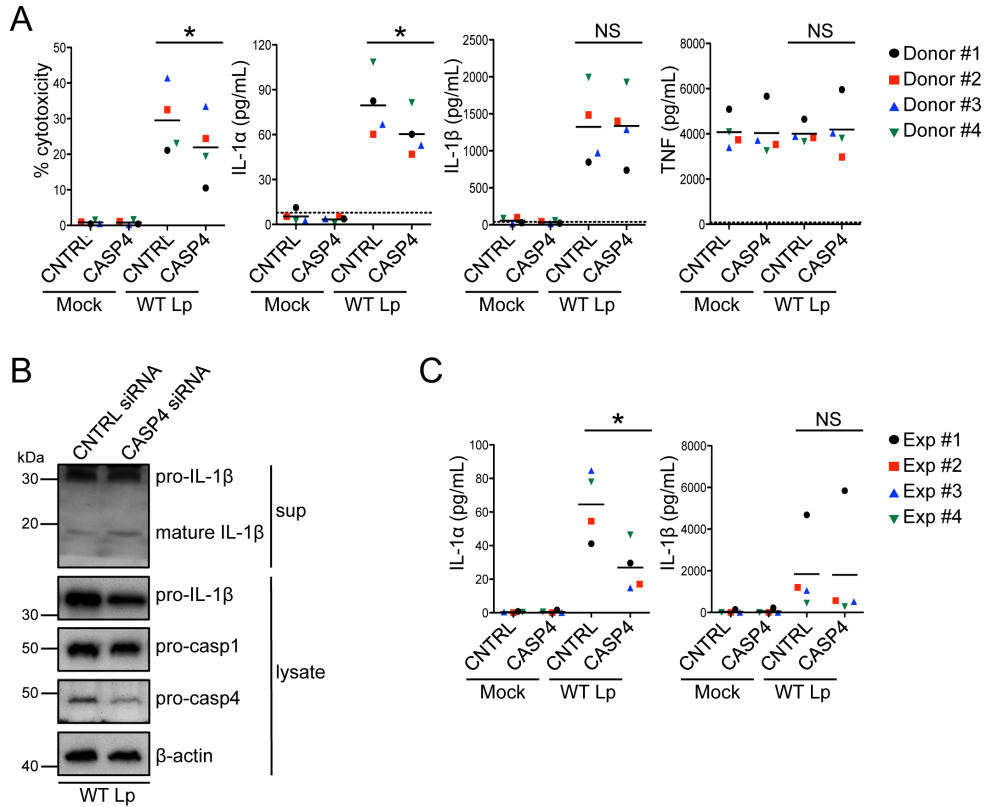 A
*
% cytotoxicity
50
40
30
20
10
0
CNTRL
CASP4
CNTRL
CASP4
Mock
WT Lp
*
IL-1α (pg/mL)
120
90
60
30
0
CNTRL
CASP4
CNTRL
CASP4
Mock
WT Lp
NS
IL-1β (pg/mL)
2500
2000
1500
1000
500
0
CNTRL
CASP4
CNTRL
CASP4
Mock
WT Lp
NS
TNF (pg/mL)
8000
6000
4000
2000
0
CNTRL
CASP4
CNTRL
CASP4
Mock
WT Lp
Donor #1
Donor #2
Donor #3
Donor #4
B
CNTRL siRNA
CASP4 siRNA
kDa
30
pro-IL-1β
20
mature IL-1β
sup
pro-IL-1β
30
50
pro-casp1
lysate
50
pro-casp4
β-actin
40
WT Lp
C
*
IL-1α (pg/mL)
100
80
60
40
20
0
CNTRL
CASP4
CNTRL
CASP4
Mock
WT Lp
NS
IL-1β (pg/mL)
8000
6000
4000
2000
0
CNTRL
CASP4
CNTRL
CASP4
Mock
WT Lp
Exp #1
Exp #2
Exp #3
Exp #4